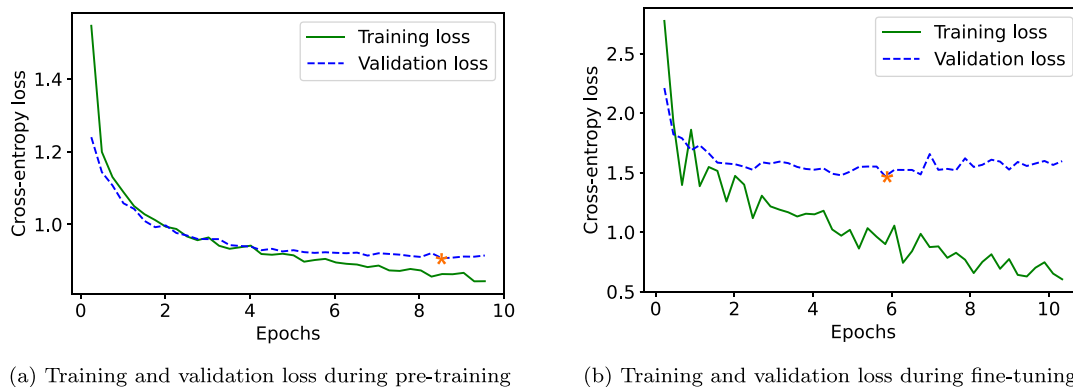 1.4
1.2
1.0
Cross-entropy loss
Training loss
Validation loss
0 2 4 6 8 10
Epochs
(a) Training and validation loss during pre-training
2.5
2.0
1.5
1.0
0.5
Cross-entropy loss
Training loss
Validation loss
0 2 4 6 8 10
Epochs
(b) Training and validation loss during fine-tuning